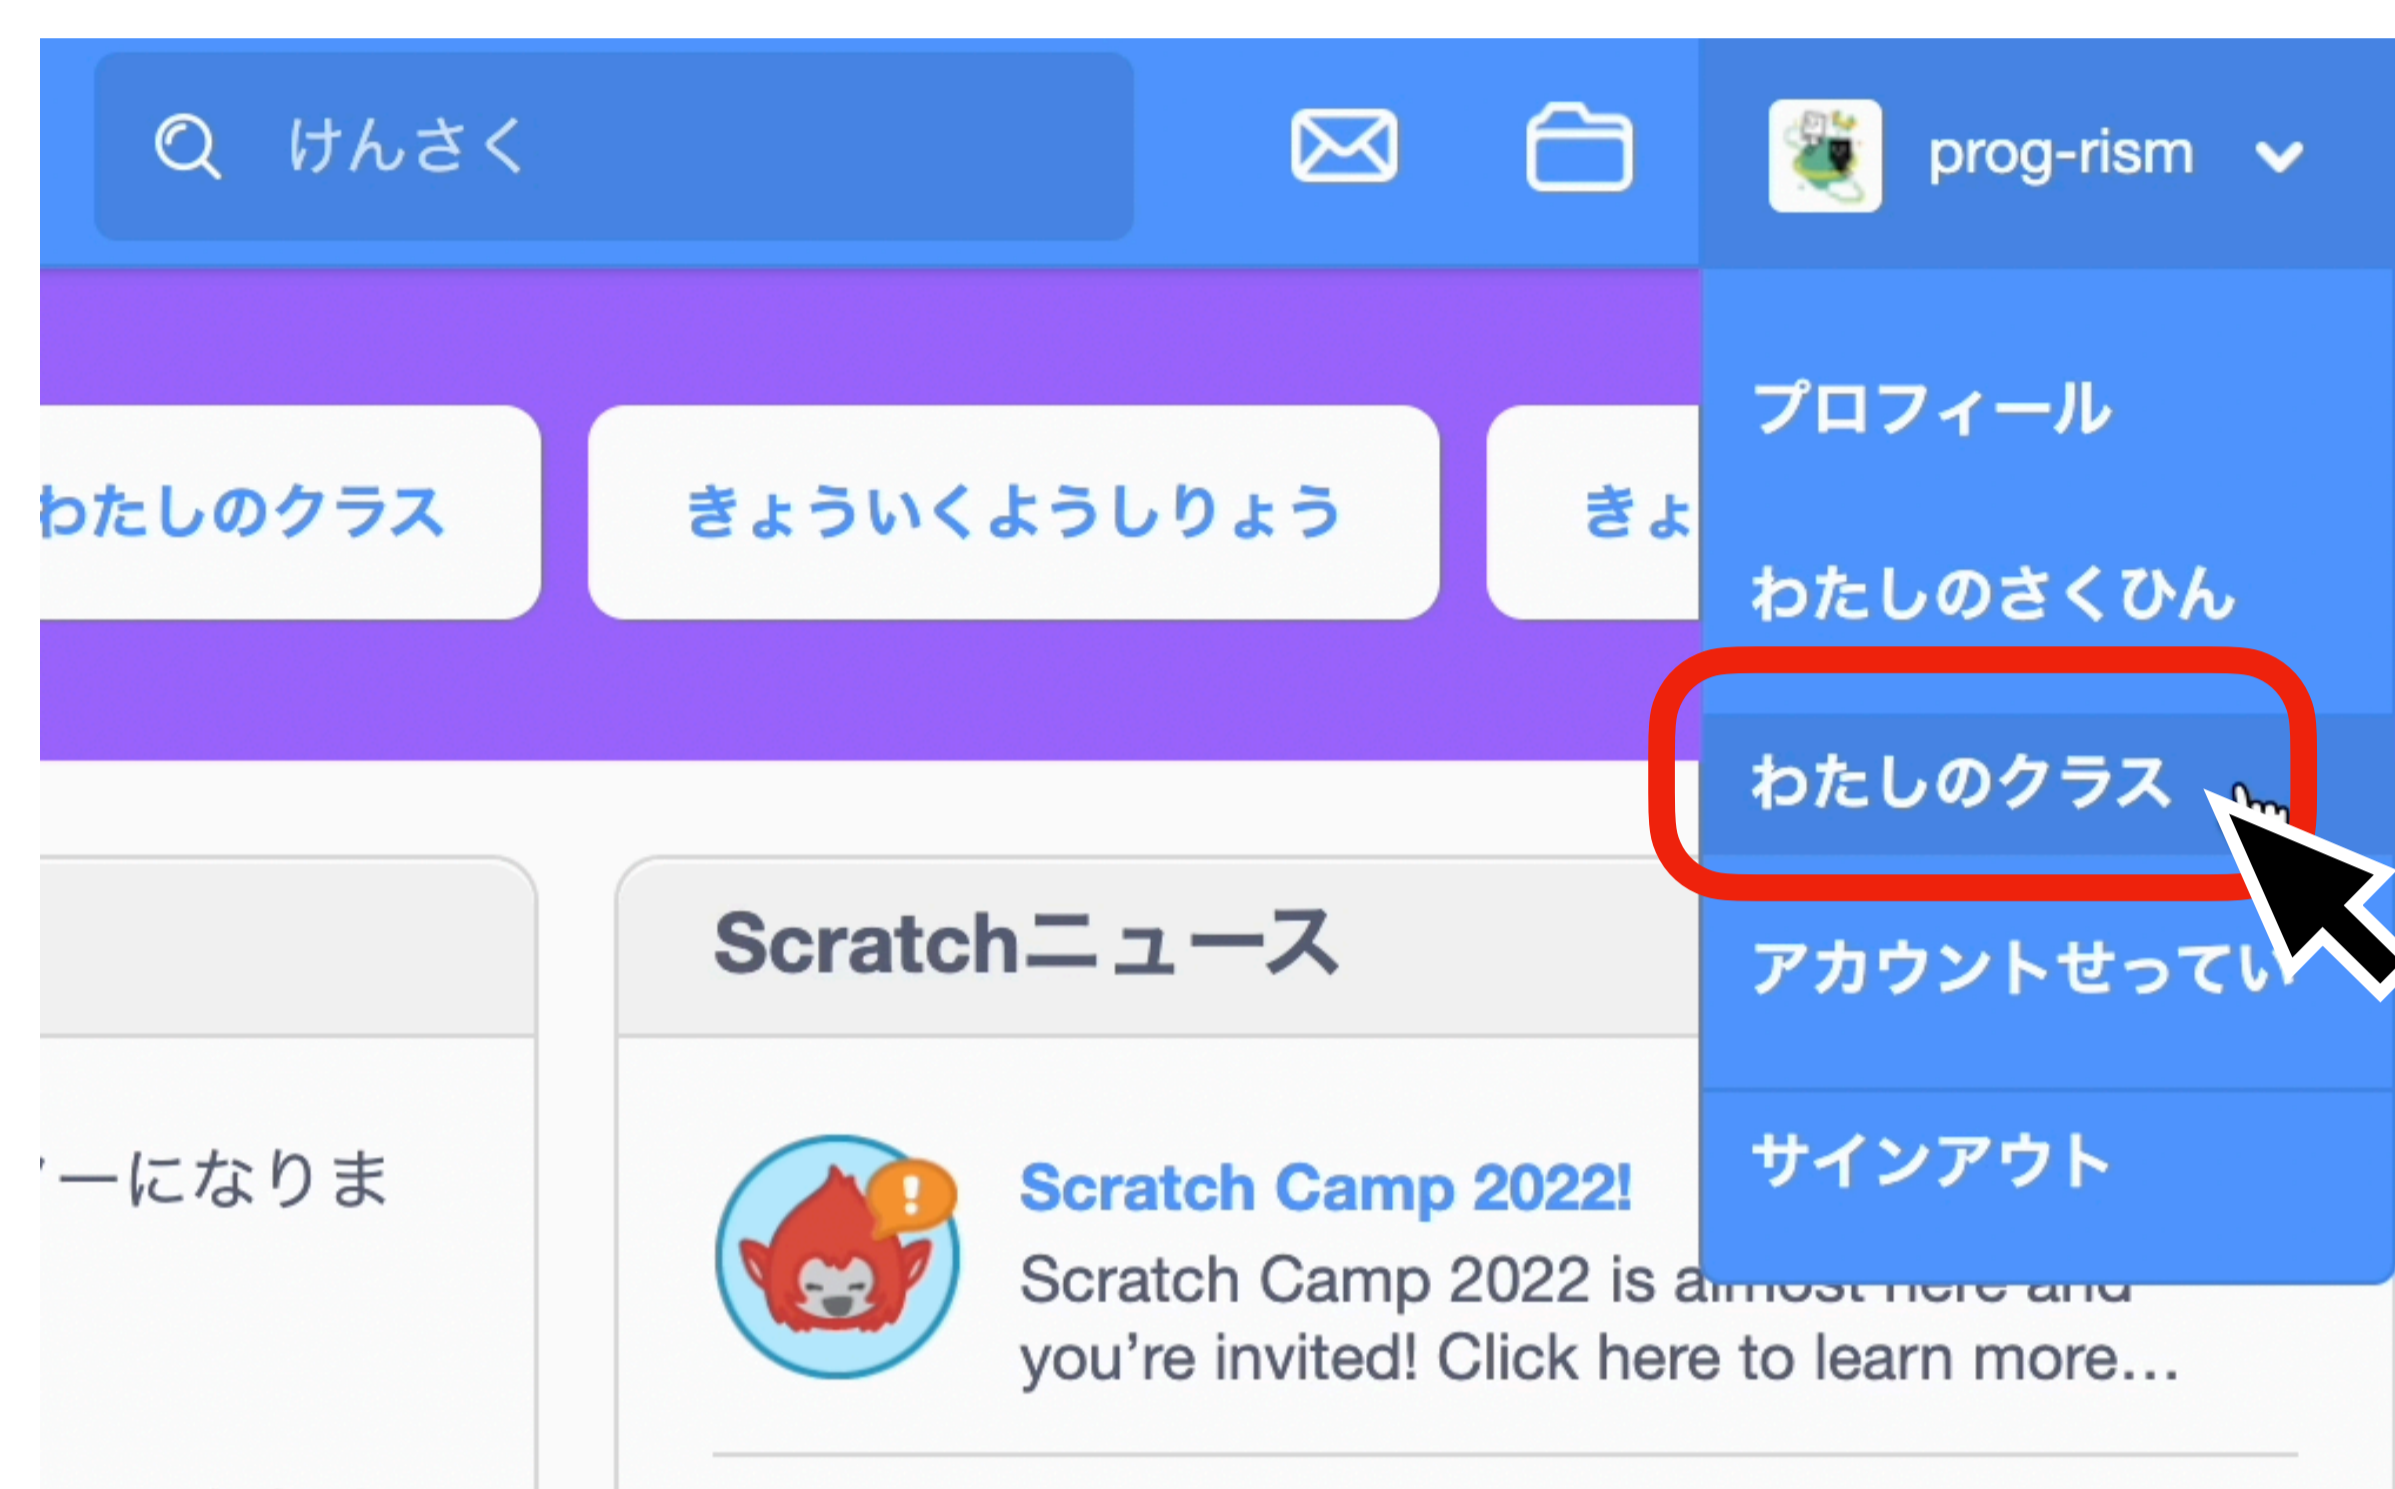 けんさく
prog-rism
わたしのクラス
きょういくようしりょう
きょ
プロフィール
わたしのさくひん
わたしのクラス
アカウントせってい
サインアウト
ーになりま
Scratchニュース
Scratch Camp 2022!
Scratch Camp 2022 is almost here and
you’re invited! Click here to learn more...